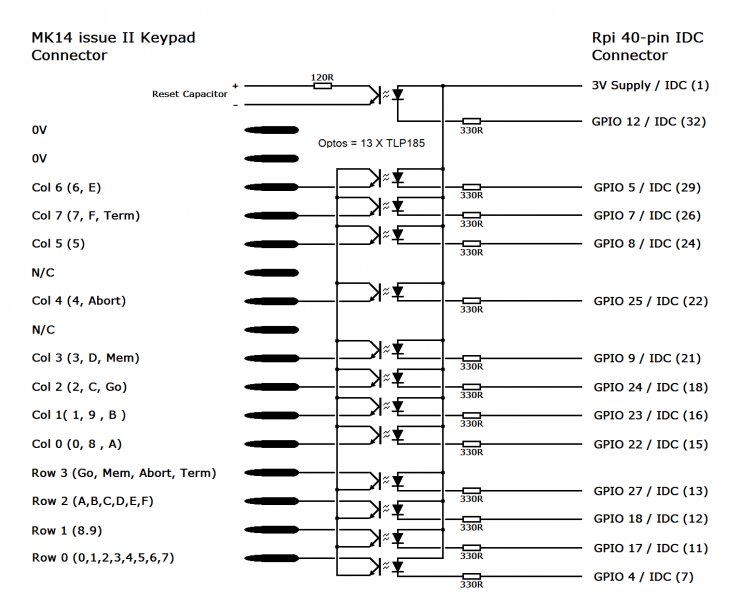 MK14 issue II Keypad
Connector
Rpi 40-pin IDC
Connector
120R
+
Reset Capacitor
–
3V Supply / IDC (1)
330R
GPIO 12 / IDC (32)
0V
Optos = 13 X TLP185
0V
Col 6 (6, E)
330R
GPIO 5 / IDC (29)
Col 7 (7, F, Term)
330R
GPIO 7 / IDC (26)
Col 5 (5)
330R
GPIO 8 / IDC (24)
N/C
Col 4 (4, Abort)
330R
GPIO 25 / IDC (22)
N/C
Col 3 (3, D, Mem)
330R
GPIO 9 / IDC (21)
Col 2 (2, C, Go)
330R
GPIO 24 / IDC (18)
Col 1( 1, 9 , B )
330R
GPIO 23 / IDC (16)
Col 0 (0, 8 , A)
330R
GPIO 22 / IDC (15)
Row 3 (Go, Mem, Abort, Term)
330R
GPIO 27 / IDC (13)
Row 2 (A,B,C,D,E,F)
330R
GPIO 18 / IDC (12)
Row 1 (8.9)
330R
GPIO 17 / IDC (11)
Row 0 (0,1,2,3,4,5,6,7)
330R
GPIO 4 / IDC (7)